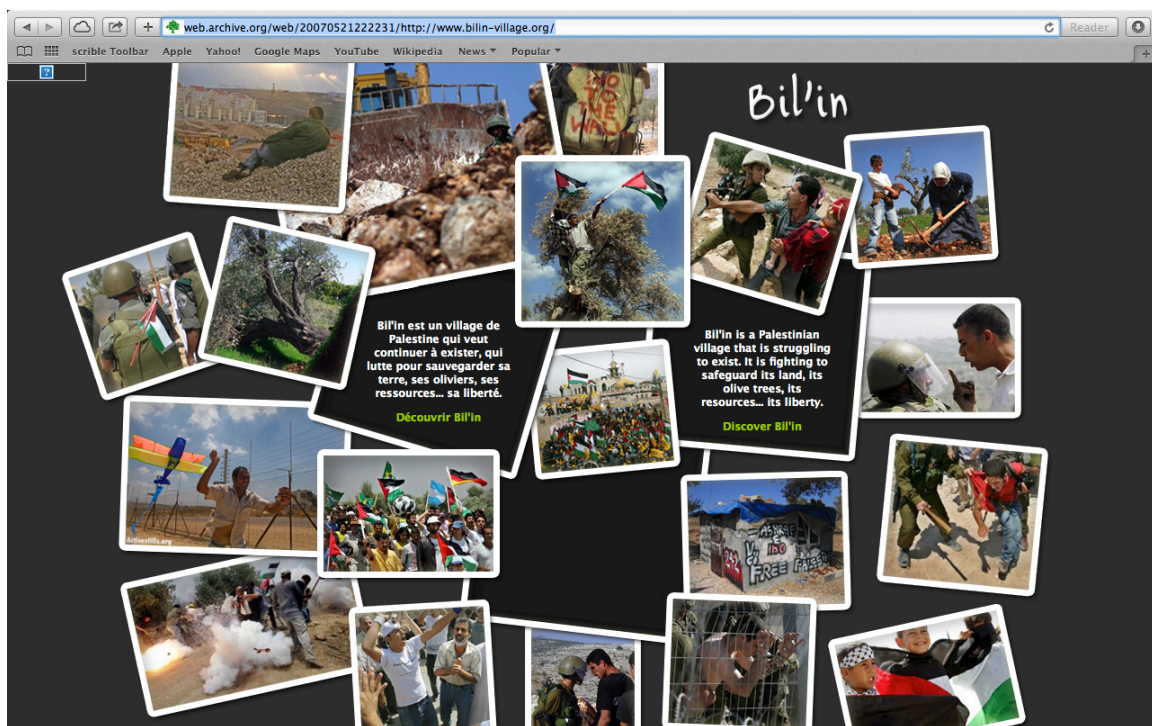 web.archive.org/web/20070521222231/http://www.bilin-village.org/
Reader
scrible Toolbar Apple Yahoo! Google Maps YouTube Wikipedia News Popular
Bil'in
NO
TO
THE
WALL
Bil'in est un village de
Palestine qui veut
continuer à exister, qui
lutte pour sauvegarder sa
terre, ses oliviers, ses
ressources... sa liberté.
Découvrir Bil'in
Bil'in is a Palestinian
village that is struggling
to exist. It is fighting to
safeguard its land, its
olive trees, its
resources... its liberty.
Discover Bil'in
Activestills.org
FREE